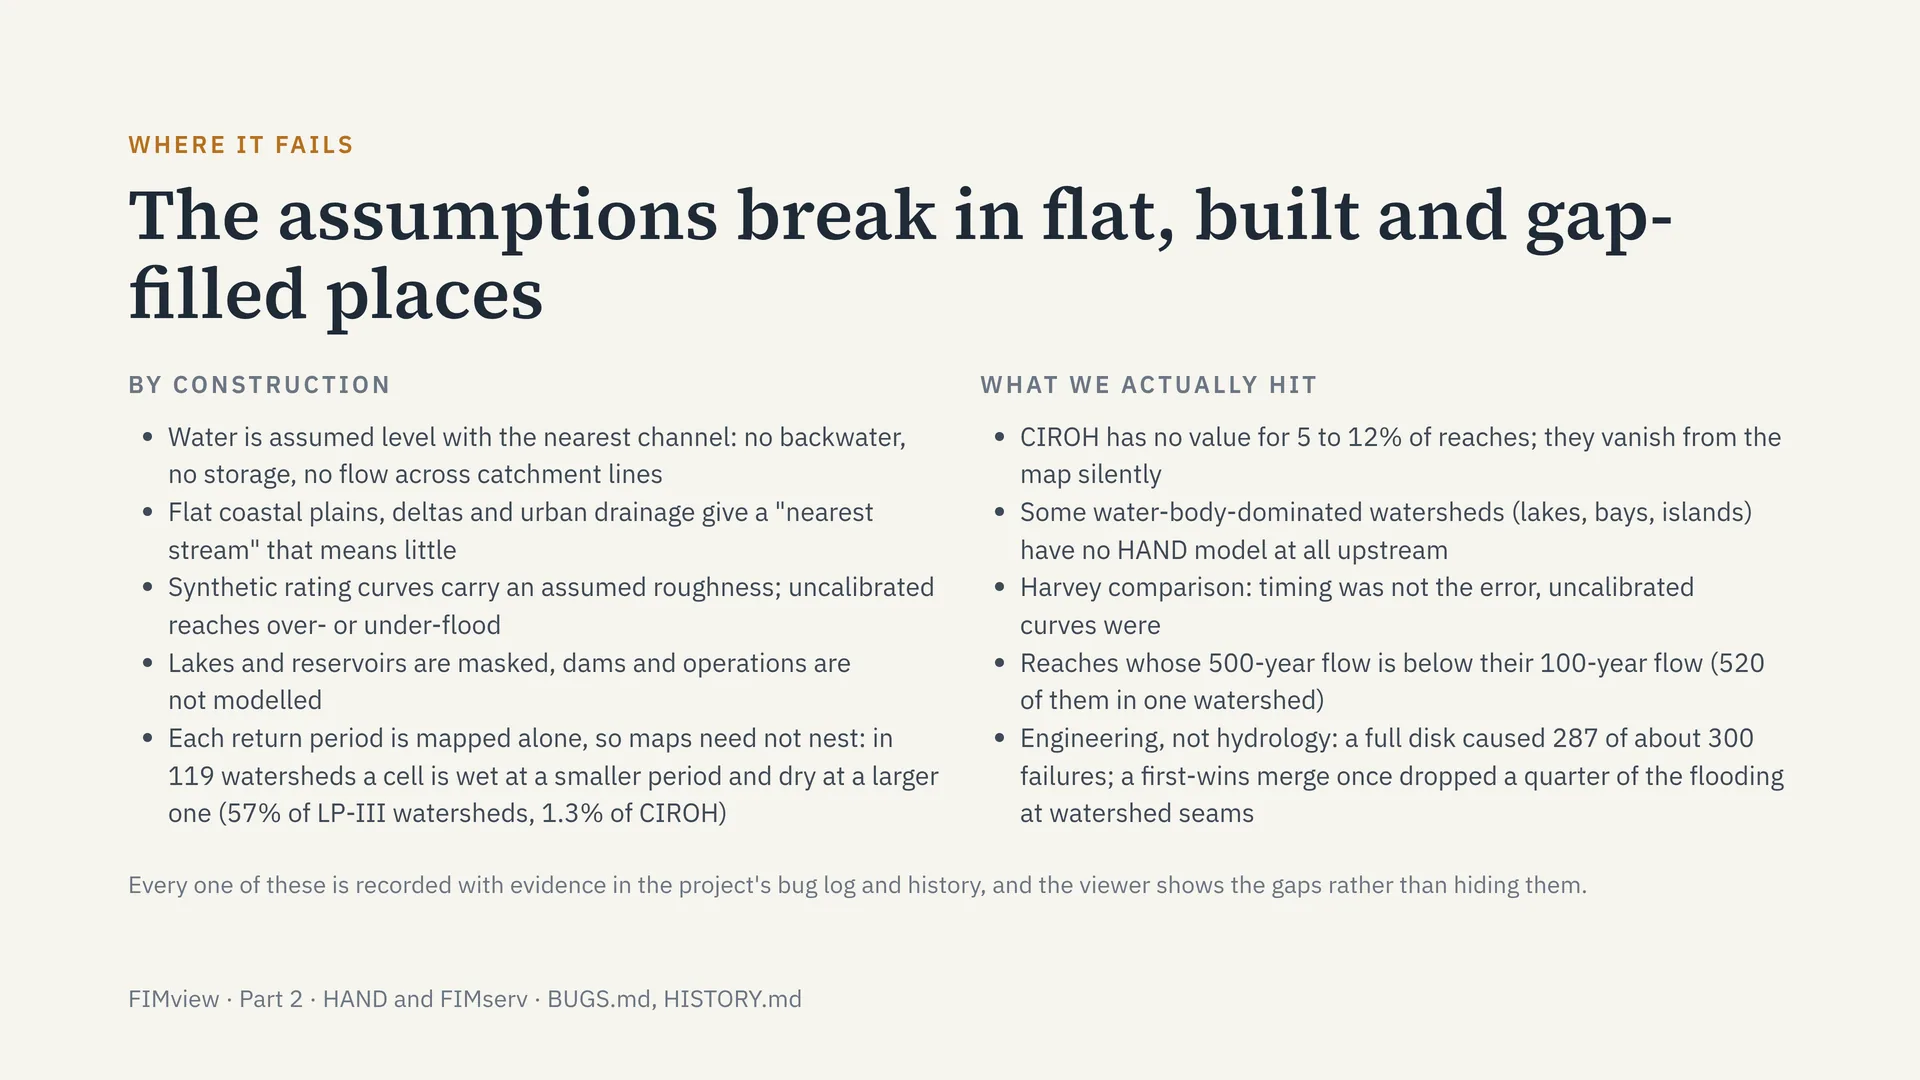 WHERE IT FAILS
The assumptions break in flat, built and gap-
filled places
BY CONSTRUCTION
• Water is assumed level with the nearest channel: no backwater,
no storage, no flow across catchment lines
• Flat coastal plains, deltas and urban drainage give a "nearest
stream" that means little
• Synthetic rating curves carry an assumed roughness; uncalibrated
reaches over- or under-flood
• Lakes and reservoirs are masked, dams and operations are
not modelled
• Each return period is mapped alone, so maps need not nest: in
119 watersheds a cell is wet at a smaller period and dry at a larger
one (57% of LP-III watersheds, 1.3% of CIROH)
WHAT WE ACTUALLY HIT
• CIROH has no value for 5 to 12% of reaches; they vanish from the
map silently
• Some water-body-dominated watersheds (lakes, bays, islands)
have no HAND model at all upstream
• Harvey comparison: timing was not the error, uncalibrated
curves were
• Reaches whose 500-year flow is below their 100-year flow (520
of them in one watershed)
• Engineering, not hydrology: a full disk caused 287 of about 300
failures; a first-wins merge once dropped a quarter of the flooding
at watershed seams
Every one of these is recorded with evidence in the project's bug log and history, and the viewer shows the gaps rather than hiding them.
FIMview · Part 2 · HAND and FIMserv · BUGS.md, HISTORY.md